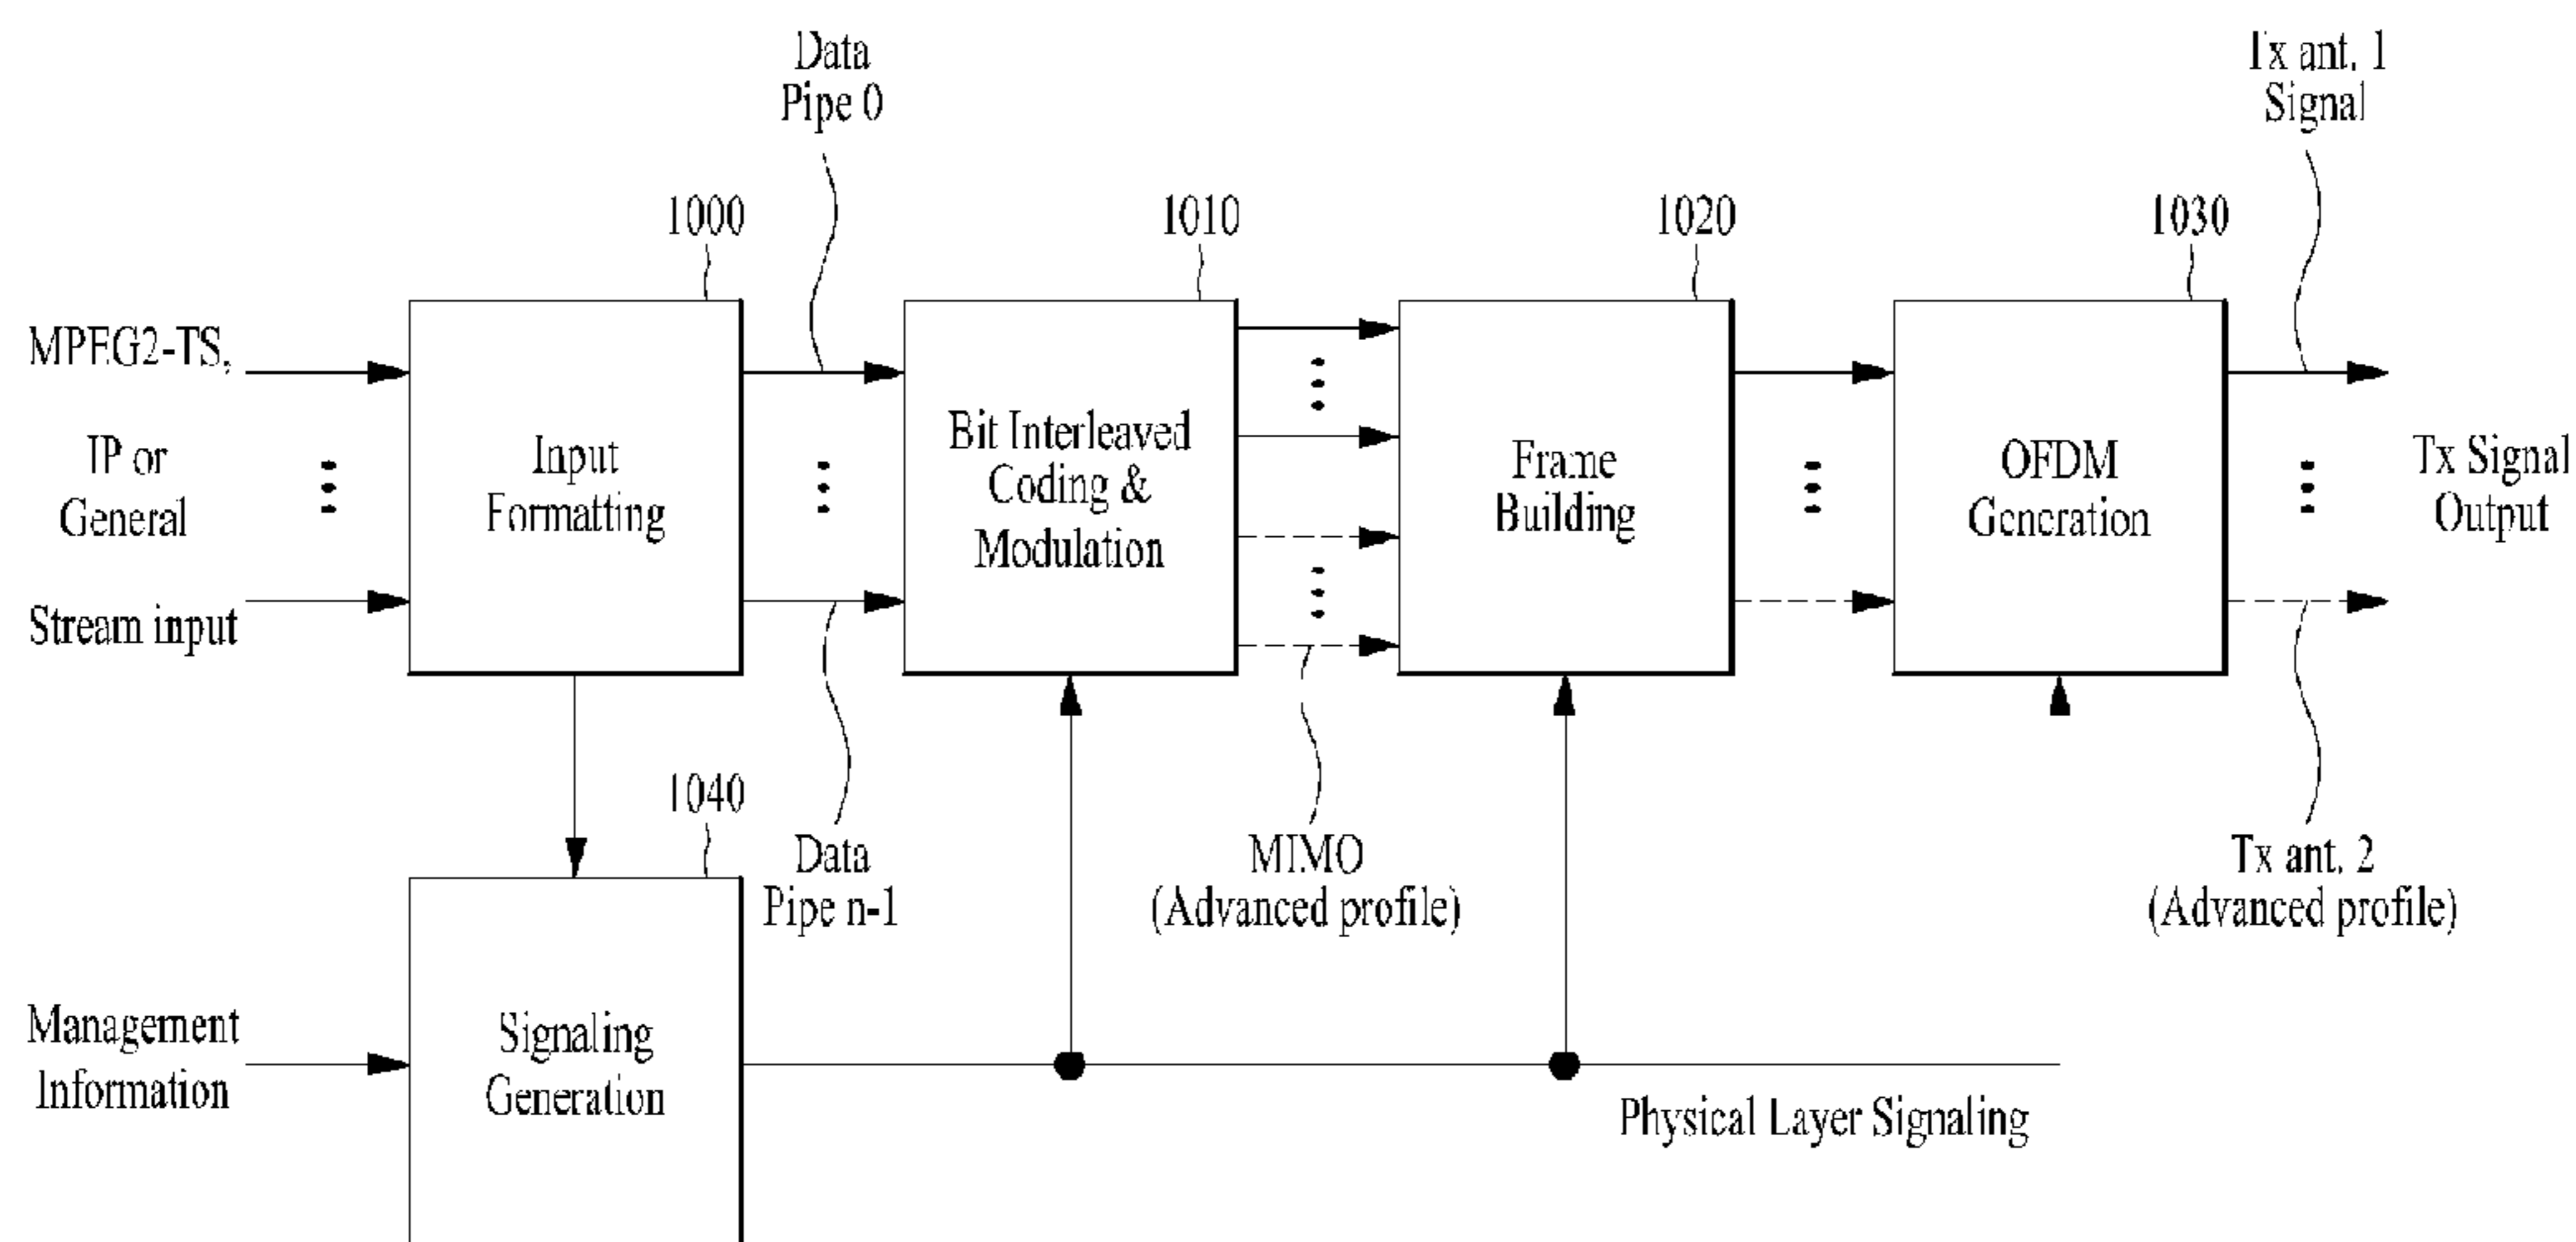 Data
Pipe 0
Tx ant. 1
Signal
1000
1010
1020
1030
MPEG2-TS,
IP or
General
Stream input
Input
Formatting
Bit Interleaved
Coding &
Modulation
Frame
Building
OFDM
Generation
Tx Signal
Output
1040
Data
Pipe n-1
MIMO
(Advanced profile)
Tx ant. 2
(Advanced profile)
Management
Information
Signaling
Generation
Physical Layer Signaling